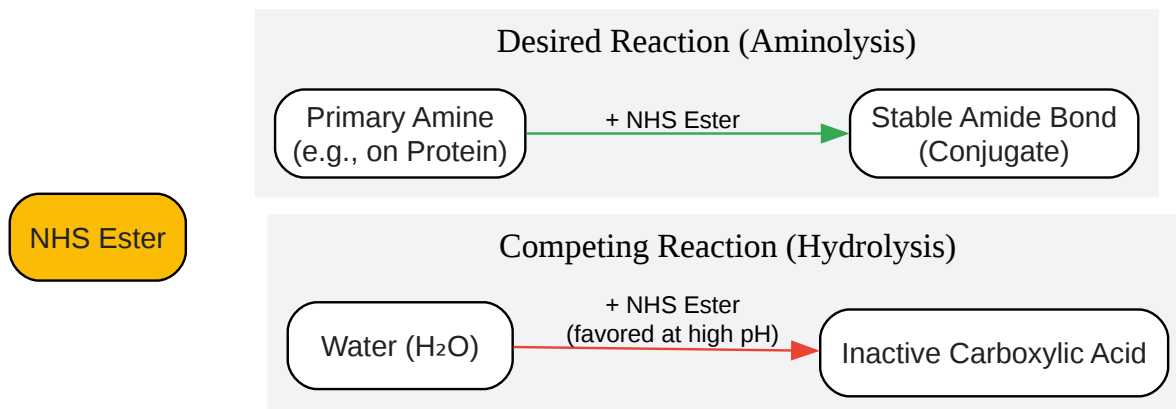 Desired Reaction (Aminolysis)
Primary Amine
(e.g., on Protein)
+ NHS Ester
Stable Amide Bond
(Conjugate)
NHS Ester
Competing Reaction (Hydrolysis)
Water (H₂O)
+ NHS Ester
(favored at high pH)
Inactive Carboxylic Acid